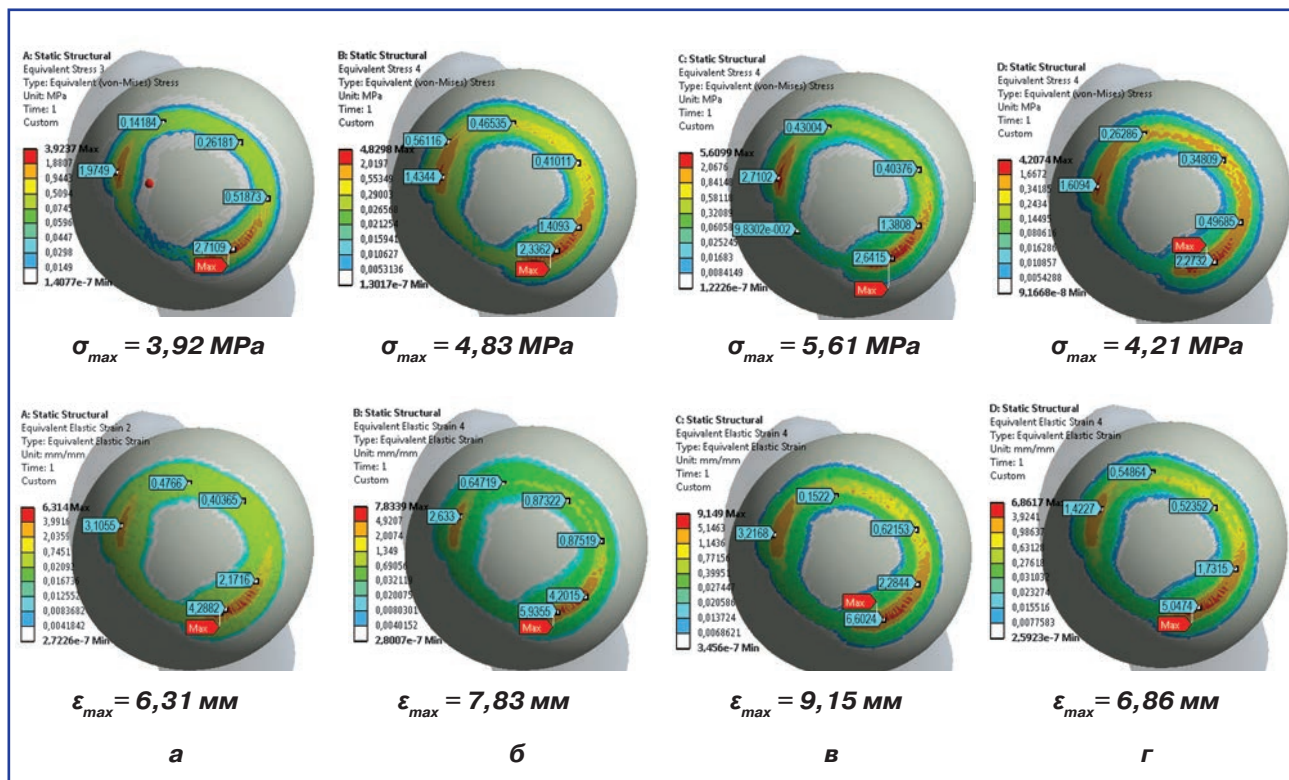 A: Static Structural
Equivalent Stress 3
Type: Equivalent (von-Mises) Stress
Unit: MPa
Time: 1
Custom
3,9237 Max
1,8807
0,9443
0,5094
0,0745
0,0596
0,0447
0,0298
0,0149
1,4077e-7 Min
0,14184
0,26181
1,9749
0,51873
2,7109
Max
σmax = 3,92 MPa
B: Static Structural
Equivalent Stress 4
Type: Equivalent (von-Mises) Stress
Unit: MPa
Time: 1
Custom
4,8298 Max
2,0197
0,55349
0,29003
0,026568
0,021254
0,015941
0,010627
0,0053136
1,3017e-7 Min
0,46535
0,56116
0,41011
1,4344
1,4093
2,3362
Max
σmax = 4,83 MPa
C: Static Structural
Equivalent Stress 4
Type: Equivalent (von-Mises) Stress
Unit: MPa
Time: 1
Custom
5,6099 Max
2,0676
0,84148
0,58118
0,32089
0,06058
0,025245
0,01683
0,0084149
1,2226e-7 Min
0,43004
0,40376
2,7102
1,3808
9,8302e-002
2,6415
Max
σmax = 5,61 MPa
D: Static Structural
Equivalent Stress 4
Type: Equivalent (von-Mises) Stress
Unit: MPa
Time: 1
Custom
4,2074 Max
1,6672
0,34185
0,2434
0,14495
0,080616
0,016286
0,010857
0,0054288
9,1668e-8 Min
0,26286
0,34809
1,6094
0,49685
Max
2,2732
σmax = 4,21 MPa
A: Static Structural
Equivalent Elastic Strain 2
Type: Equivalent Elastic Strain
Unit: mm/mm
Time: 1
Custom
6,314 Max
3,9916
2,0359
0,7451
0,02092
0,016736
0,012552
0,0083682
0,0041842
2,7226e-7 Min
0,4766
0,40365
3,1055
2,1716
4,2882
Max
εmax = 6,31 мм
а
B: Static Structural
Equivalent Elastic Strain 4
Type: Equivalent Elastic Strain
Unit: mm/mm
Time: 1
Custom
7,8339 Max
4,9207
2,0074
1,349
0,69056
0,032119
0,020075
0,0080301
0,0040152
2,8007e-7 Min
0,64719
0,87322
2,633
0,87519
4,2015
5,9355
Max
εmax = 7,83 мм
б
C: Static Structural
Equivalent Elastic Strain 4
Type: Equivalent Elastic Strain
Unit: mm/mm
Time: 1
Custom
9,149 Max
5,1463
1,1436
0,77156
0,39951
0,027447
0,020586
0,013724
0,0068621
3,456e-7 Min
0,1522
0,62153
3,2168
2,2844
Max
6,6024
εmax = 9,15 мм
в
D: Static Structural
Equivalent Elastic Strain 4
Type: Equivalent Elastic Strain
Unit: mm/mm
Time: 1
Custom
6,8617 Max
3,9241
0,98637
0,63128
0,27618
0,031032
0,023274
0,015516
0,0077583
2,5923e-7 Min
0,54864
0,52352
1,4227
1,7315
5,0474
Max
εmax = 6,86 мм
г